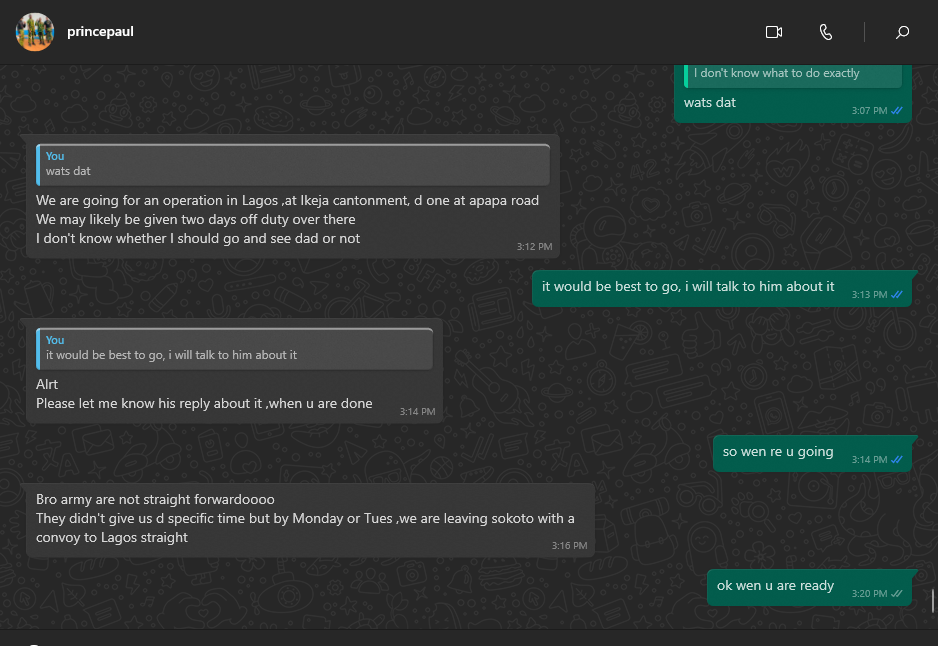 princepaul
I don't know what to do exactly
wats dat
3:07 PM
You
wats dat
We are going for an operation in Lagos ,at Ikeja cantonment, d one at apapa road
We may likely be given two days off duty over there
I don't know whether I should go and see dad or not
3:12 PM
it would be best to go, i will talk to him about it
3:13 PM
You
it would be best to go, i will talk to him about it
Alrt
Please let me know his reply about it ,when u are done
3:14 PM
so wen re u going
3:14 PM
Bro army are not straight forwardoooo
They didn't give us d specific time but by Monday or Tues ,we are leaving sokoto with a
convoy to Lagos straight
3:16 PM
ok wen u are ready
3:20 PM